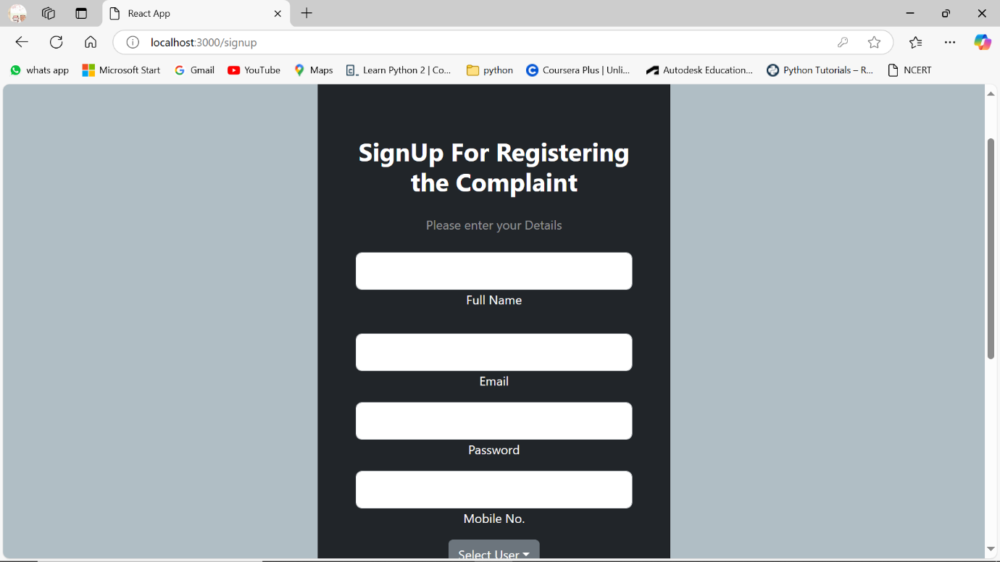 React App
localhost:3000/signup
whats app Microsoft Start Gmail YouTube Maps Learn Python 2 | Co... python Coursera Plus | Unli... Autodesk Education... Python Tutorials – R... NCERT
SignUp For Registering
the Complaint
Please enter your Details
Full Name
Email
Password
Mobile No.
Select User